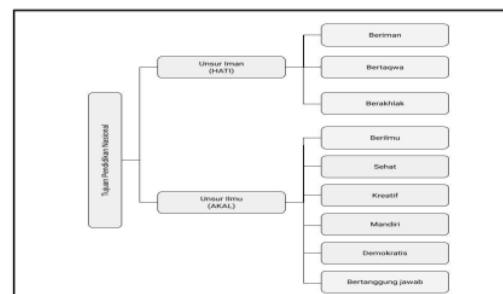 Tujuan Pendidikan Nasional
Unsur Iman
(HATI)
Beriman
Bertaqwa
Berakhlak
Unsur Ilmu
(AKAL)
Berilmu
Sehat
Kreatif
Mandiri
Demokratis
Bertanggung jawab